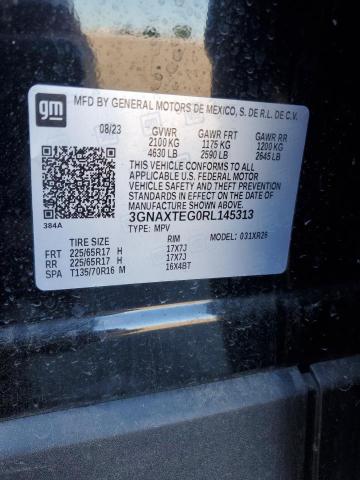 gm
MFD BY GENERAL MOTORS DE MEXICO, S. DE R.L. DE C.V.
08/23 GVWR GAWR FRT GAWR RR
2100 KG 1175 KG 1200 KG
4630 LB 2590 LB 2645 LB
THIS VEHICLE CONFORMS TO ALL
APPLICABLE U.S. FEDERAL MOTOR
VEHICLE SAFETY, BUMPER, AND THEFT
PREVENTION STANDARDS IN EFFECT ON THE DATE
OF MANUFACTURE SHOWN ABOVE.
3GNAXTEG0RL145313
384A
TYPE: MPV MODEL: 031XR26
TIRE SIZE RIM
FRT 225/65R17 H 17X7J
RR 225/65R17 H 17X7J
SPA T135/70R16 M 16X4BT